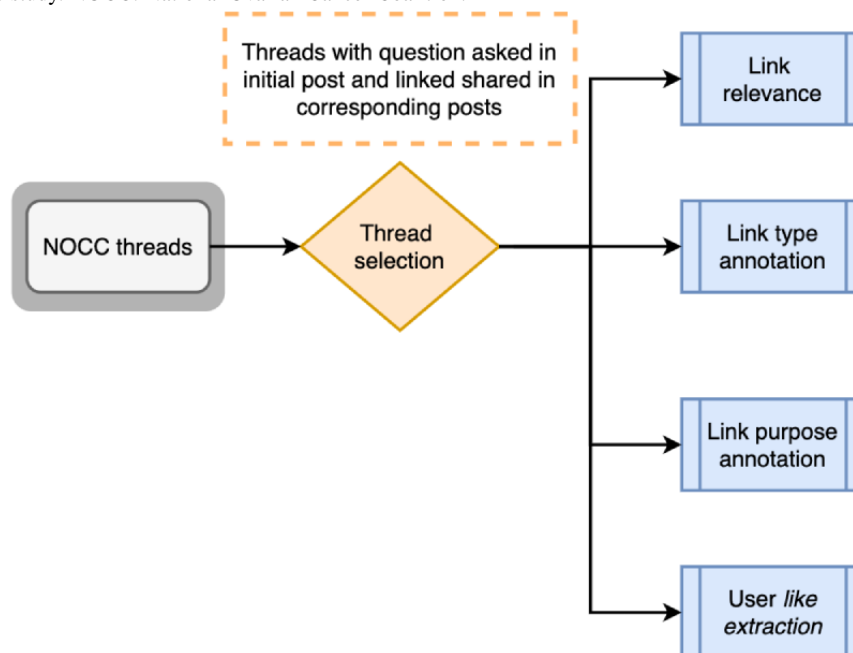 Threads with question asked in
initial post and linked shared in
corresponding posts
NOCC threads
Thread
selection
Link
relevance
Link type
annotation
Link purpose
annotation
User like
extraction